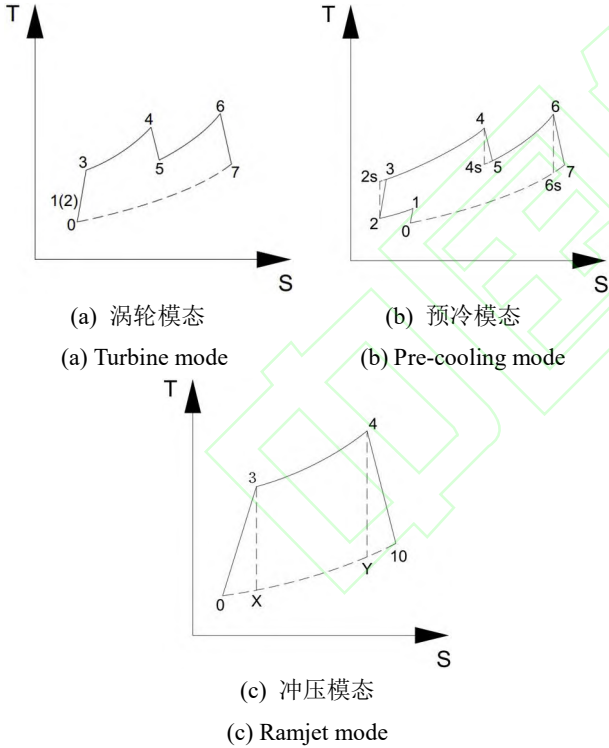 T
6
4
3
5
7
1(2)
0
S
(a) 涡轮模态
(a) Turbine mode
T
6
4
2s
3
4s
5
7
1
6s
2
0
S
(b) 预冷模态
(b) Pre-cooling mode
T
4
3
10
Y
0
X
S
(c) 冲压模态
(c) Ramjet mode